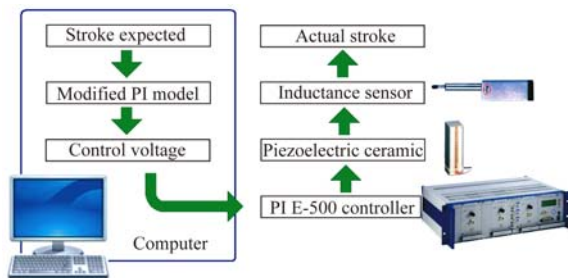 Stroke expected
Modified PI model
Control voltage
Computer
Actual stroke
Inductance sensor
Piezoelectric ceramic
PI E-500 controller